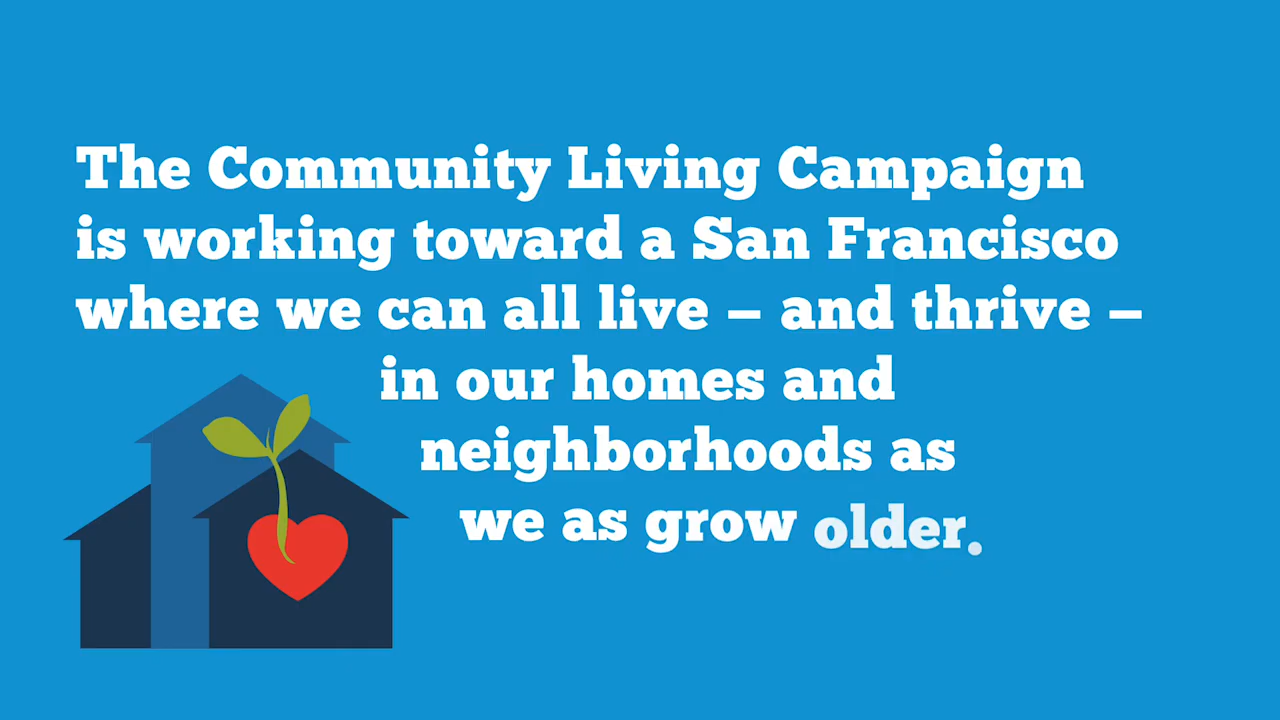 The Community Living Campaign
is working toward a San Francisco
where we can all live – and thrive –
in our homes and
neighborhoods as
we as grow older.